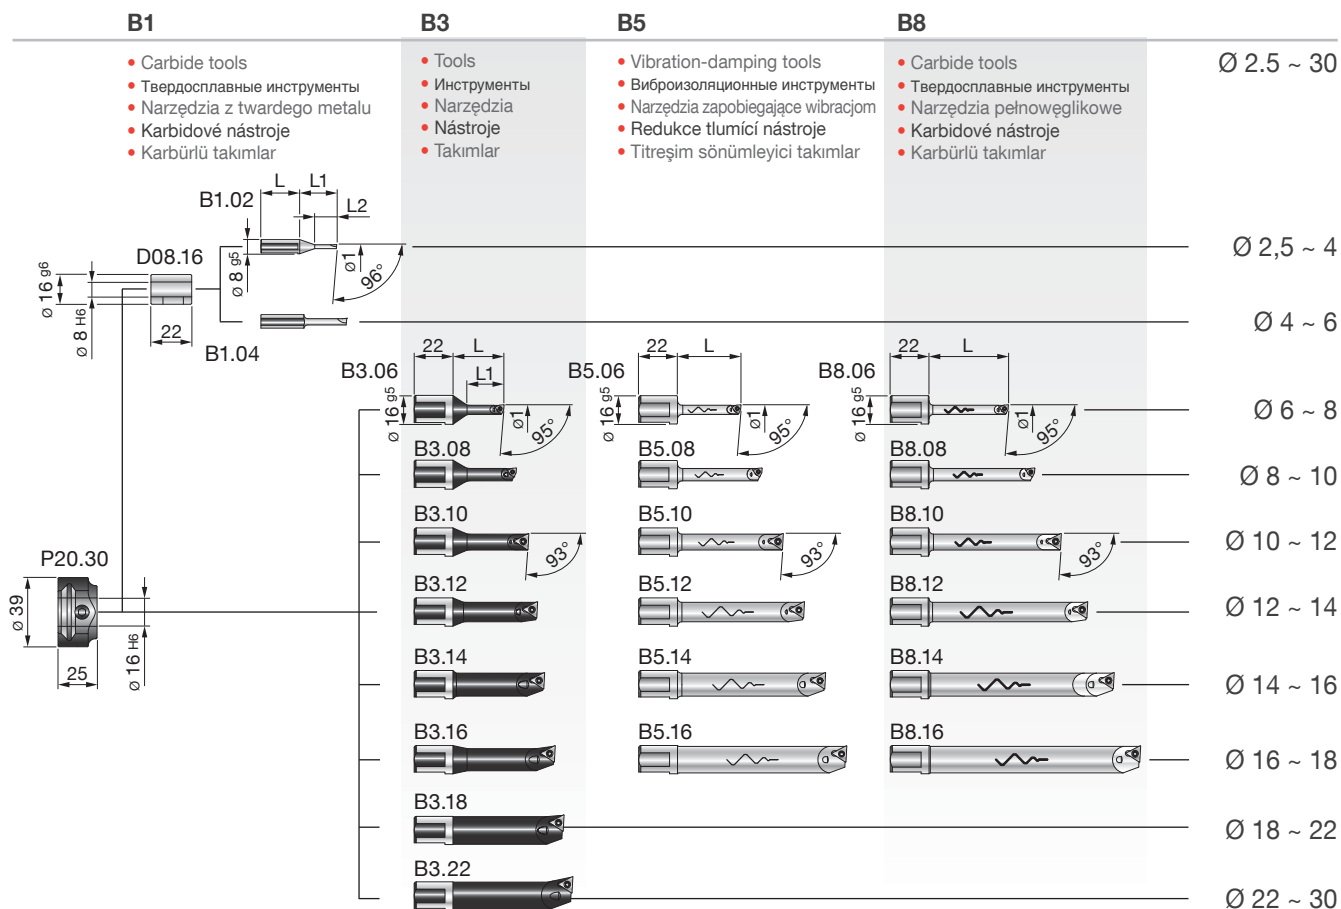 B1
B3
B5
B8
• Carbide tools
• Твердосплавные инструменты
• Narzędzia z twardego metalu
• Karbidové nástroje
• Karbürlü takımlar
• Tools
• Инструменты
• Narzędzia
• Nástroje
• Takımlar
• Vibration-damping tools
• Виброизоляционные инструменты
• Narzędzia zapobiegające wibracjom
• Redukce tlumící nástroje
• Titreşim sönümleyici takımlar
• Carbide tools
• Твердосплавные инструменты
• Narzędzia pełnowęglikowe
• Karbidové nástroje
• Karbürlü takımlar
Ø 2.5 ~ 30
B1.02
L
L1
L2
Ø 8 g5
Ø1
96°
Ø 2,5 ~ 4
D08.16
Ø 16 g6
Ø 8 H6
22
B1.04
Ø 4 ~ 6
B3.06
22
L
L1
Ø 16 g5
Ø1
95°
B5.06
22
L
Ø 16 g5
Ø1
95°
B8.06
22
L
Ø 16 g5
Ø1
95°
Ø 6 ~ 8
B3.08
B5.08
B8.08
Ø 8 ~ 10
B3.10
93°
B5.10
93°
B8.10
93°
Ø 10 ~ 12
P20.30
Ø 39
25
Ø 16 H6
B3.12
B5.12
B8.12
Ø 12 ~ 14
B3.14
B5.14
B8.14
Ø 14 ~ 16
B3.16
B5.16
B8.16
Ø 16 ~ 18
B3.18
Ø 18 ~ 22
B3.22
Ø 22 ~ 30